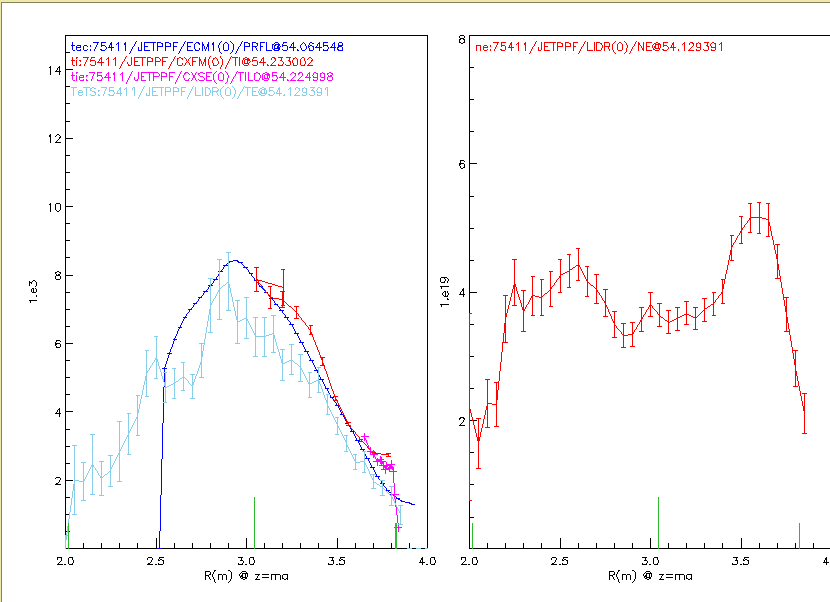 tec:75411/JETPPF/ECM1(0)/PRFL@54.064548
ti:75411/JETPPF/CXFM(0)/TI@54.233002
tie:75411/JETPPF/CXSE(0)/TILO@54.224998
TeTS:75411/JETPPF/LIDR(0)/TE@54.129391
14
12
10
8
6
4
2
1.e3
2.0 2.5 3.0 3.5 4.0
R(m) @ z=ma
ne:75411/JETPPF/LIDR(0)/NE@54.129391
8
6
4
2
1.e19
2.0 2.5 3.0 3.5 4
R(m) @ z=ma